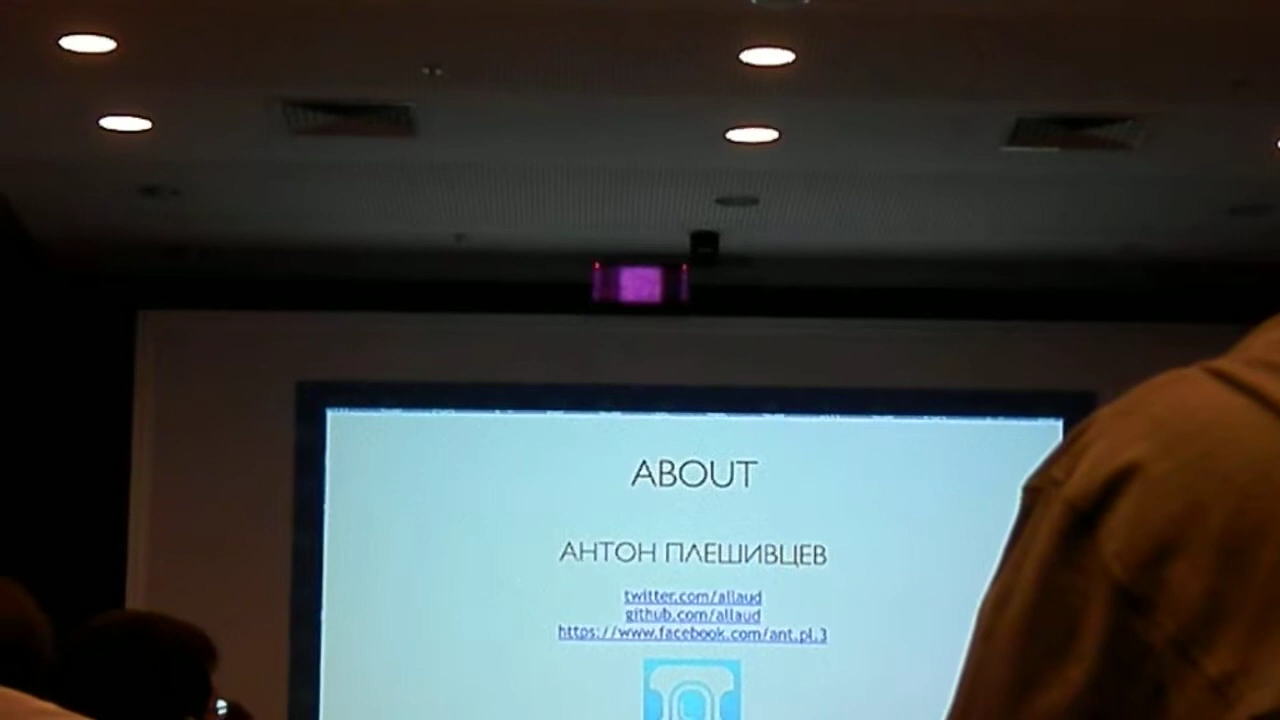 ABOUT
АНТОН ПЛЕШИВЦЕВ
twitter.com/allaud
github.com/allaud
https://www.facebook.com/ant.pl.3